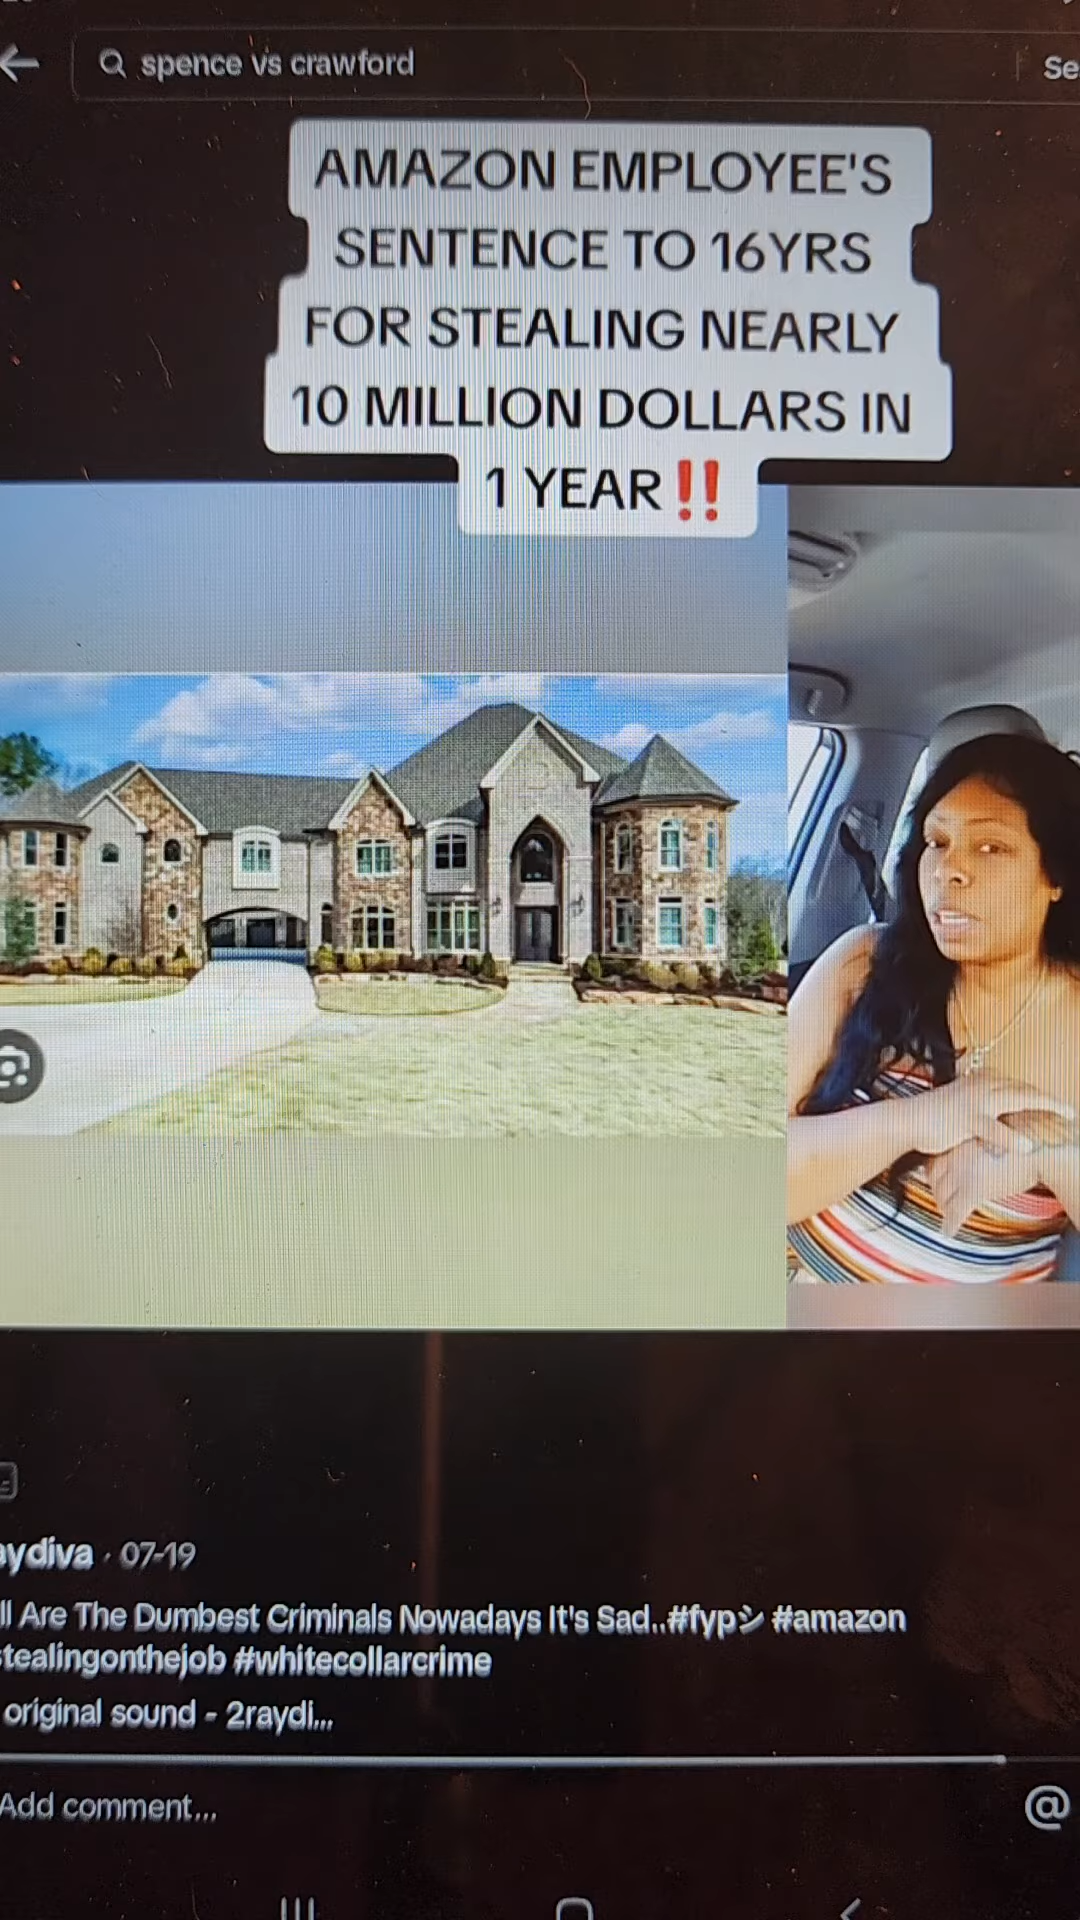 spence vs crawford
Se
AMAZON EMPLOYEE'S
SENTENCE TO 16YRS
FOR STEALING NEARLY
10 MILLION DOLLARS IN
1 YEAR‼️
aydiva · 07-19
ll Are The Dumbest Criminals Nowadays It's Sad..#fypシ #amazon
stealingonthejob #whitecollarcrime
original sound - 2raydi...
Add comment...
@